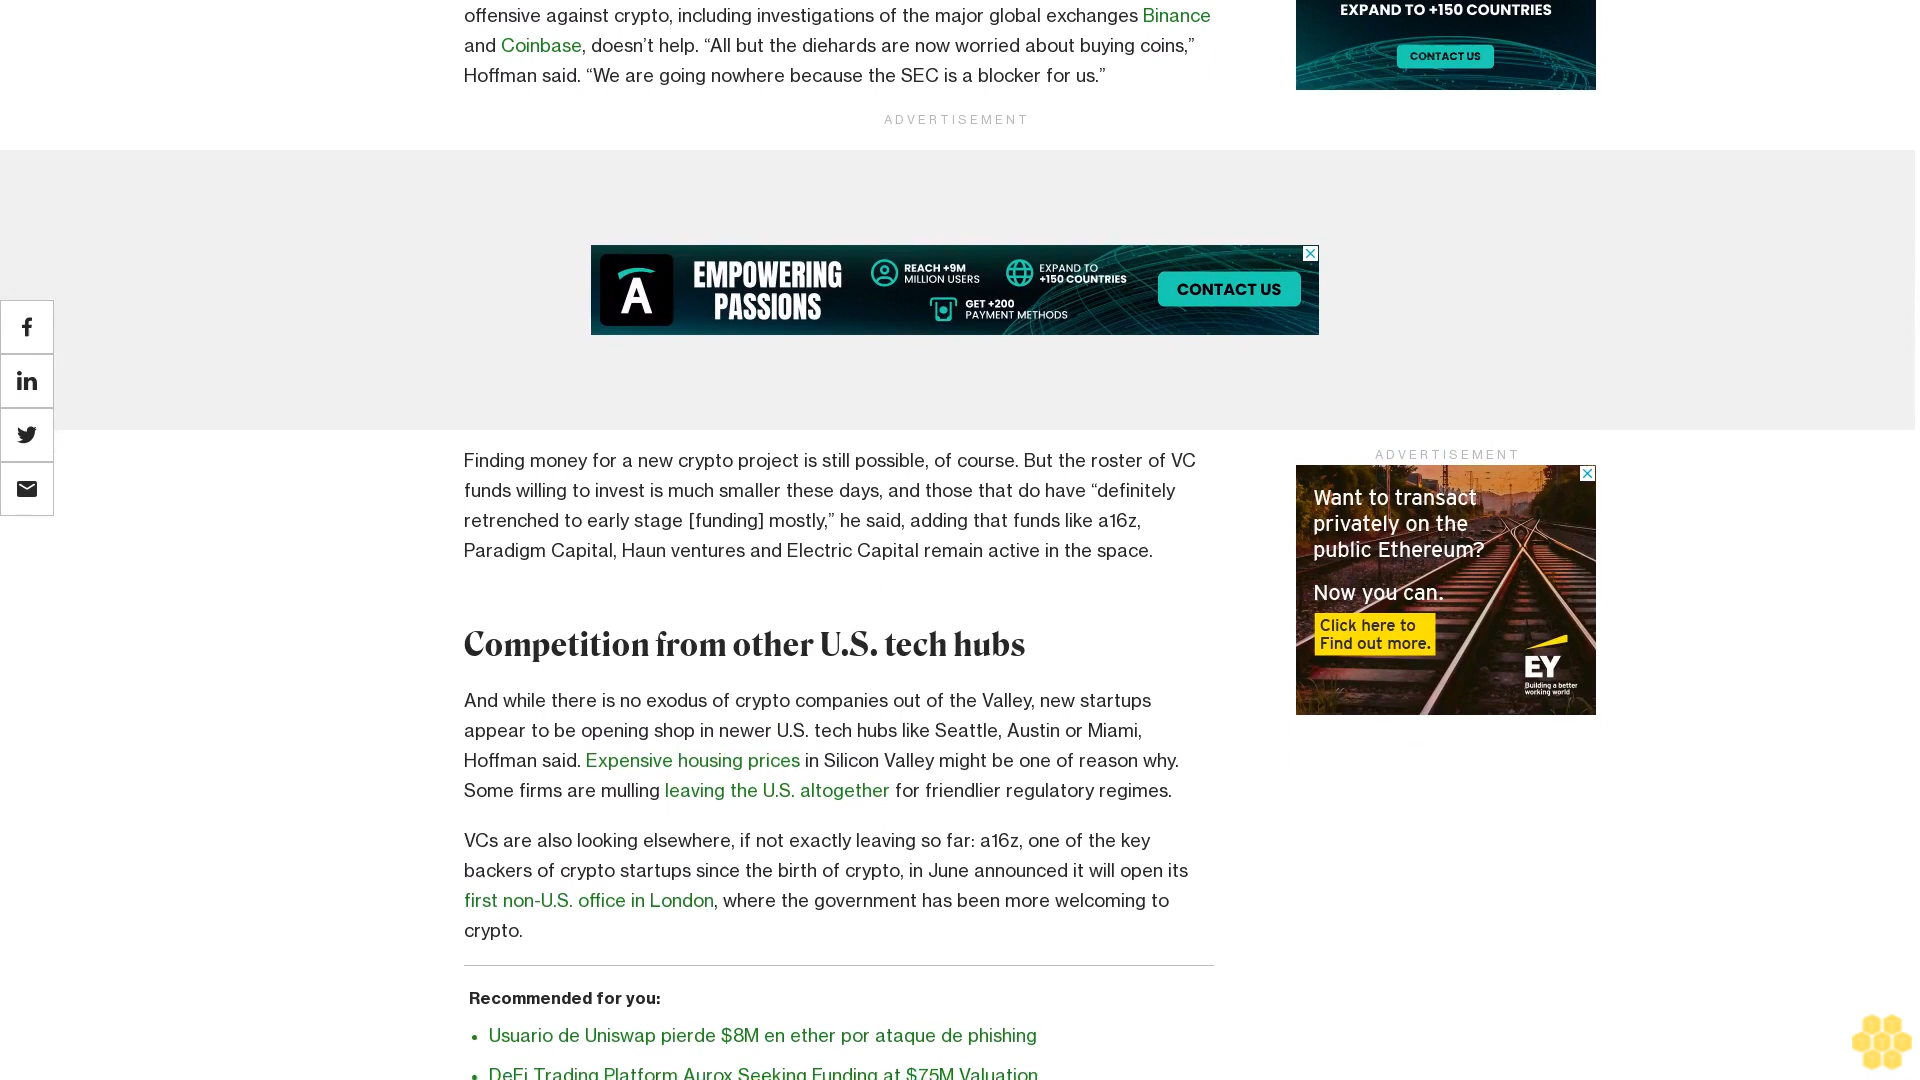 offensive against crypto, including investigations of the major global exchanges Binance
and Coinbase, doesn’t help. “All but the diehards are now worried about buying coins,”
Hoffman said. “We are going nowhere because the SEC is a blocker for us.”
EXPAND TO +150 COUNTRIES
CONTACT US
ADVERTISEMENT
A
EMPOWERING
PASSIONS
REACH +9M
MILLION USERS
EXPAND TO
+150 COUNTRIES
GET +200
PAYMENT METHODS
CONTACT US
f
in
Finding money for a new crypto project is still possible, of course. But the roster of VC
funds willing to invest is much smaller these days, and those that do have “definitely
retrenched to early stage [funding] mostly,” he said, adding that funds like a16z,
Paradigm Capital, Haun ventures and Electric Capital remain active in the space.
ADVERTISEMENT
Want to transact
privately on the
public Ethereum?
Now you can.
Click here to
Find out more.
EY
Building a better
working world
Competition from other U.S. tech hubs
And while there is no exodus of crypto companies out of the Valley, new startups
appear to be opening shop in newer U.S. tech hubs like Seattle, Austin or Miami,
Hoffman said. Expensive housing prices in Silicon Valley might be one of reason why.
Some firms are mulling leaving the U.S. altogether for friendlier regulatory regimes.
VCs are also looking elsewhere, if not exactly leaving so far: a16z, one of the key
backers of crypto startups since the birth of crypto, in June announced it will open its
first non-U.S. office in London, where the government has been more welcoming to
crypto.
Recommended for you:
• Usuario de Uniswap pierde $8M en ether por ataque de phishing
• DeFi Trading Platform Aurox Seeking Funding at $75M Valuation